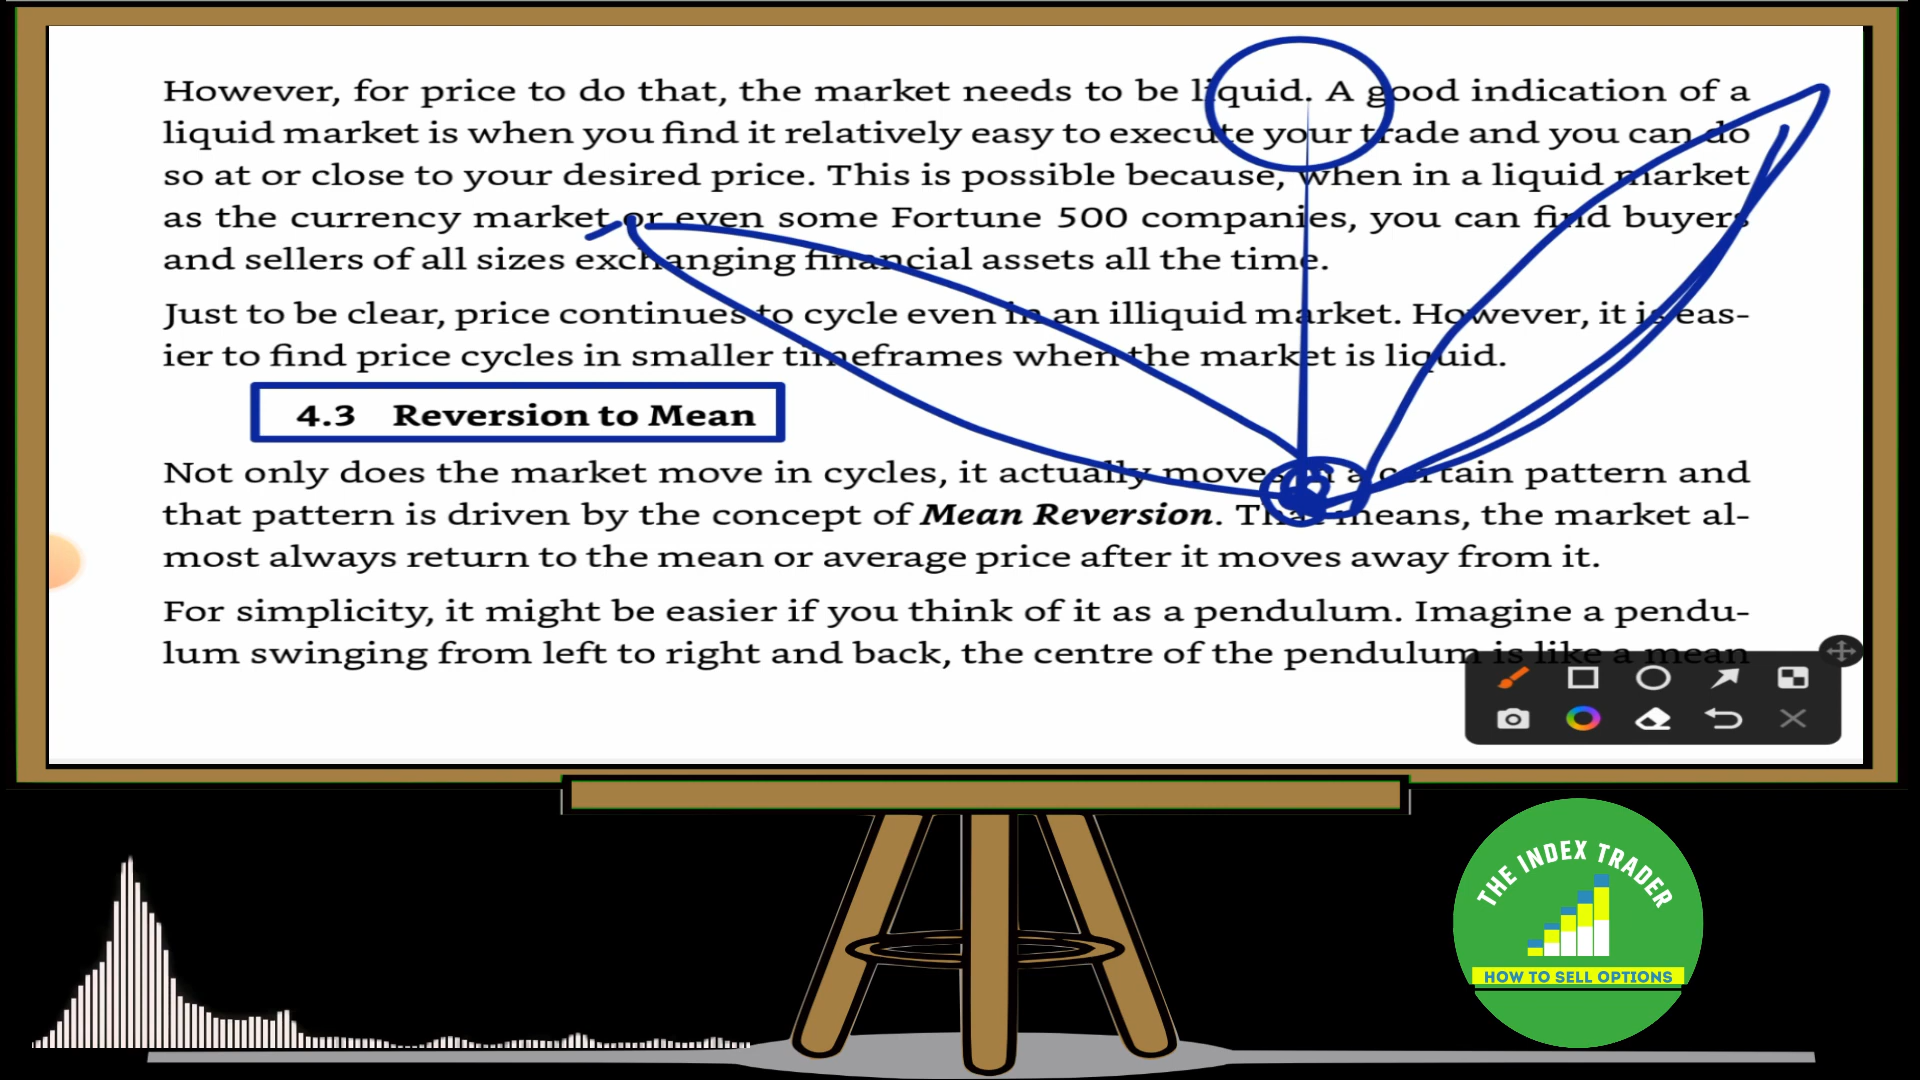 However, for price to do that, the market needs to be liquid. A good indication of a
liquid market is when you find it relatively easy to execute your trade and you can do
so at or close to your desired price. This is possible because, when in a liquid market
as the currency market or even some Fortune 500 companies, you can find buyers
and sellers of all sizes exchanging financial assets all the time.
Just to be clear, price continues to cycle even in an illiquid market. However, it is eas-
ier to find price cycles in smaller timeframes when the market is liquid.
4.3 Reversion to Mean
Not only does the market move in cycles, it actually moves in a certain pattern and
that pattern is driven by the concept of Mean Reversion. That means, the market al-
most always return to the mean or average price after it moves away from it.
For simplicity, it might be easier if you think of it as a pendulum. Imagine a pendu-
lum swinging from left to right and back, the centre of the pendulum is like a mean
THE INDEX TRADER
HOW TO SELL OPTIONS